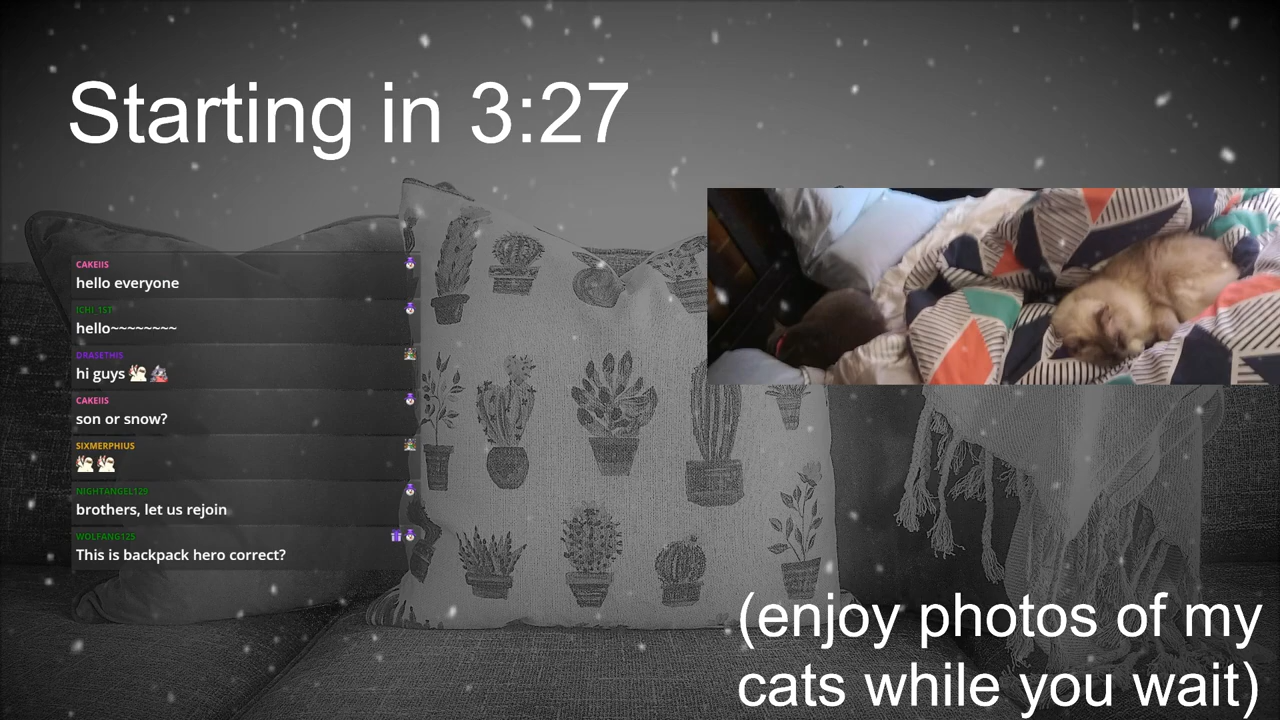 Starting in 3:27
CAKEIIS
hello everyone
ICHI_1ST
hello~~~~~~~~
DRASETHIS
hi guys
CAKEIIS
son or snow?
SIXMERPHIUS
NIGHTANGEL129
brothers, let us rejoin
WOLFANG125
This is backpack hero correct?
(enjoy photos of my
cats while you wait)